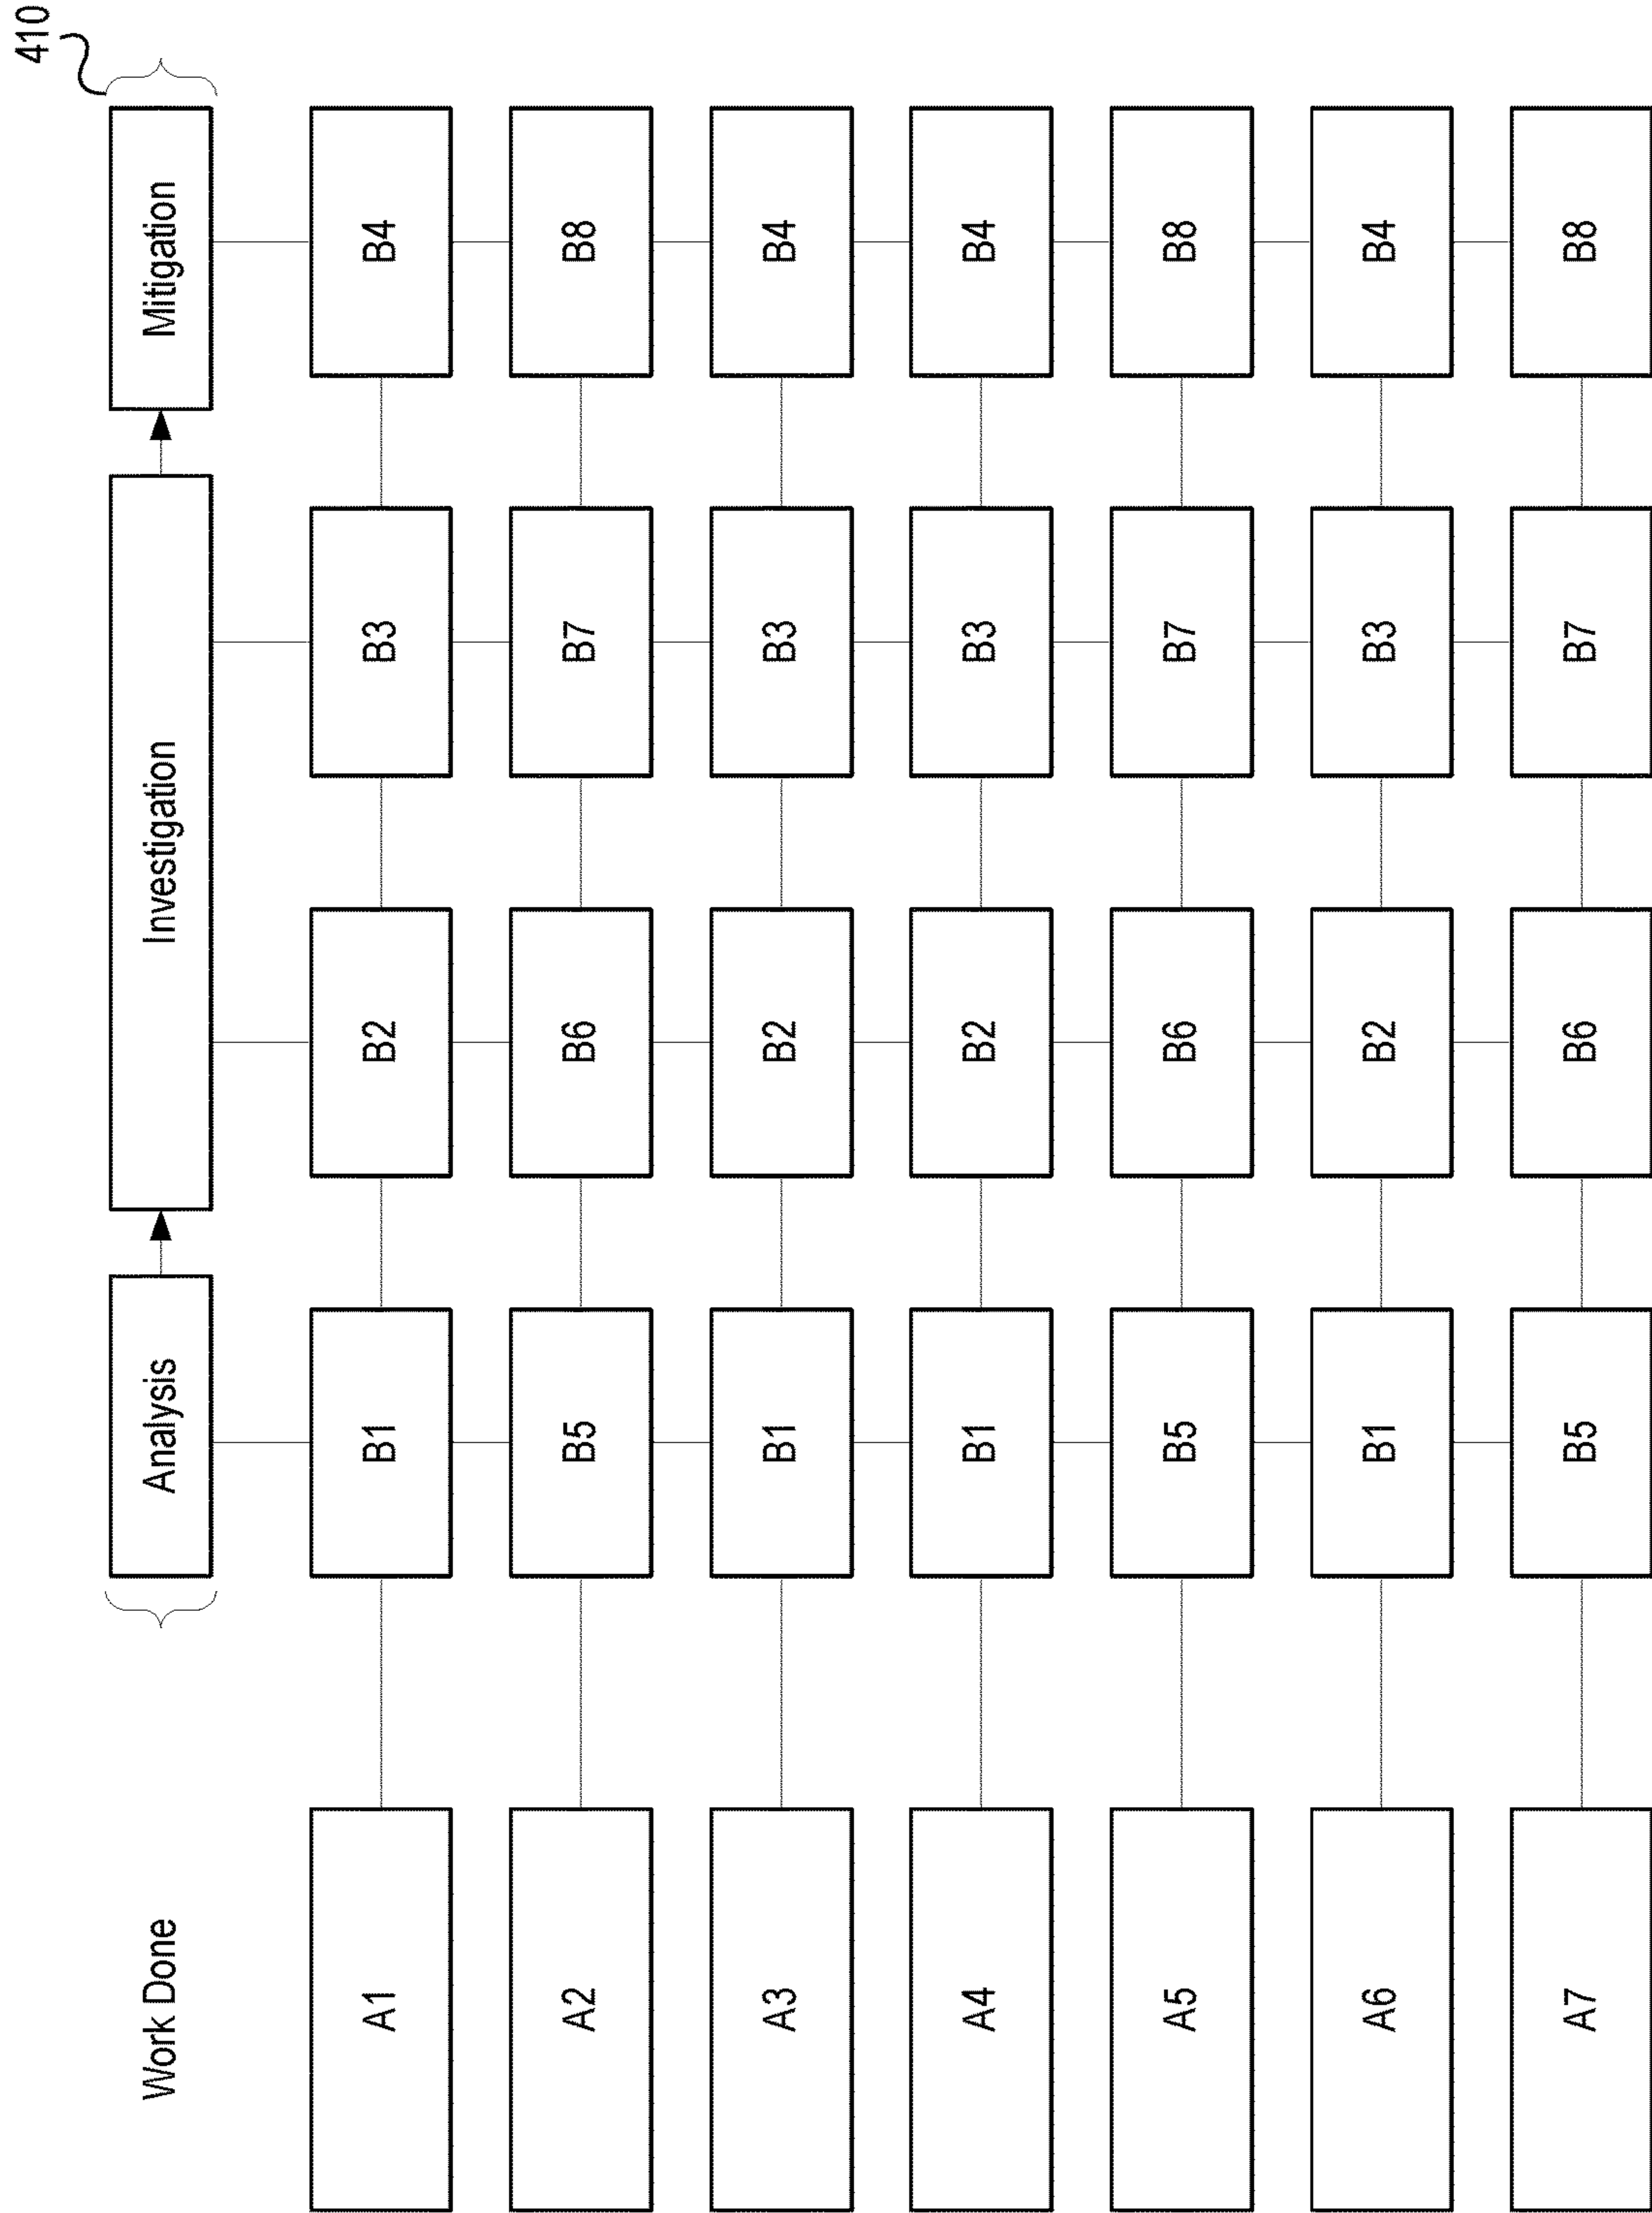 410
Work Done
Analysis
Investigation
Mitigation
A1
B1
B2
B3
B4
A2
B5
B6
B7
B8
A3
B1
B2
B3
B4
A4
B1
B2
B3
B4
A5
B5
B6
B7
B8
A6
B1
B2
B3
B4
A7
B5
B6
B7
B8